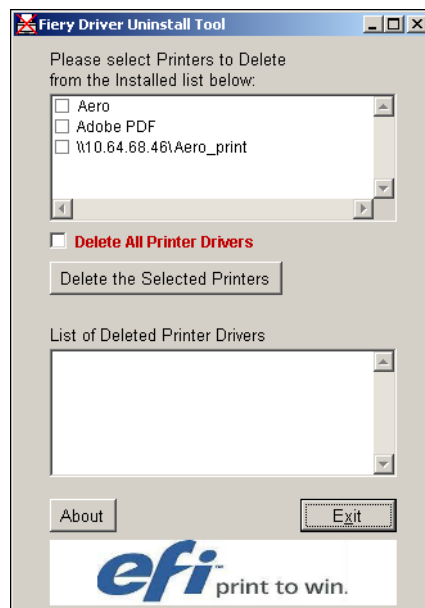 Fiery Driver Uninstall Tool
Please select Printers to Delete
from the Installed list below:
Aero
Adobe PDF
\\10.64.68.46\Aero_print
Delete All Printer Drivers
Delete the Selected Printers
List of Deleted Printer Drivers
About
Exit
efi™ print to win.